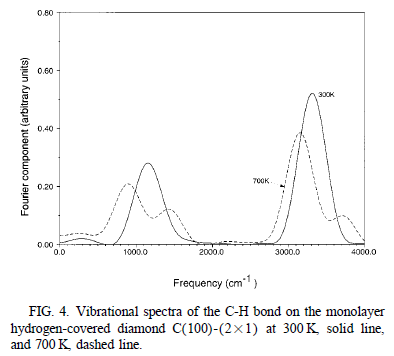 0.80
0.60
0.40
0.20
0.00
Fourier component (arbitrary units)
300K
700K
0.0
1000.0
2000.0
3000.0
4000.0
Frequency (cm⁻¹ )
FIG. 4. Vibrational spectra of the C-H bond on the monolayer
hydrogen-covered diamond C(100)-(2×1) at 300 K, solid line,
and 700 K, dashed line.